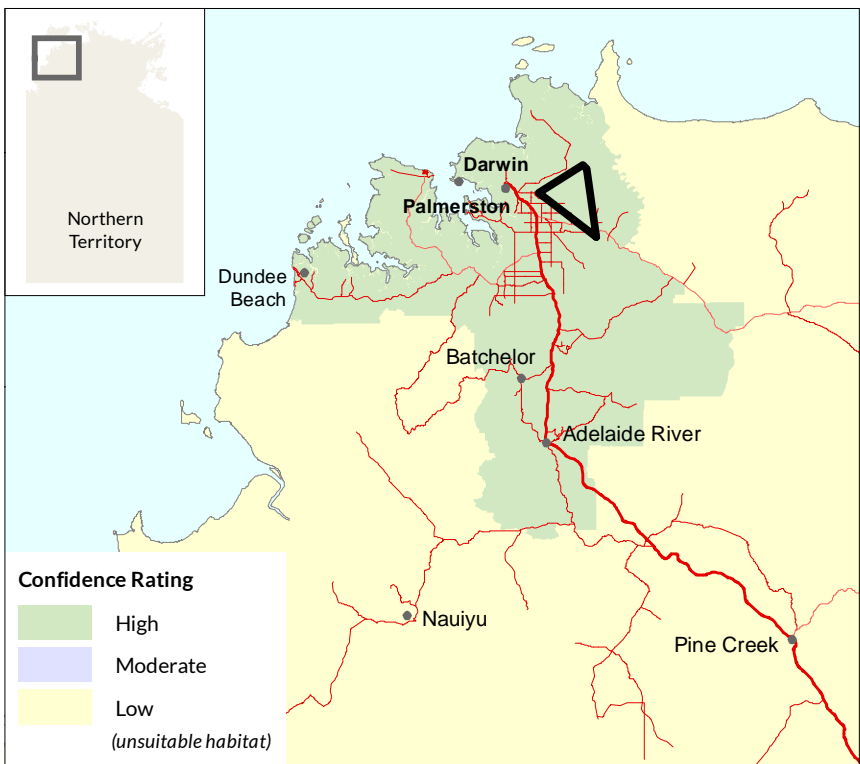 Northern
Territory
Darwin
Palmerston
Dundee
Beach
Batchelor
Adelaide River
Nauiyu
Pine Creek
Confidence Rating
High
Moderate
Low
(unsuitable habitat)